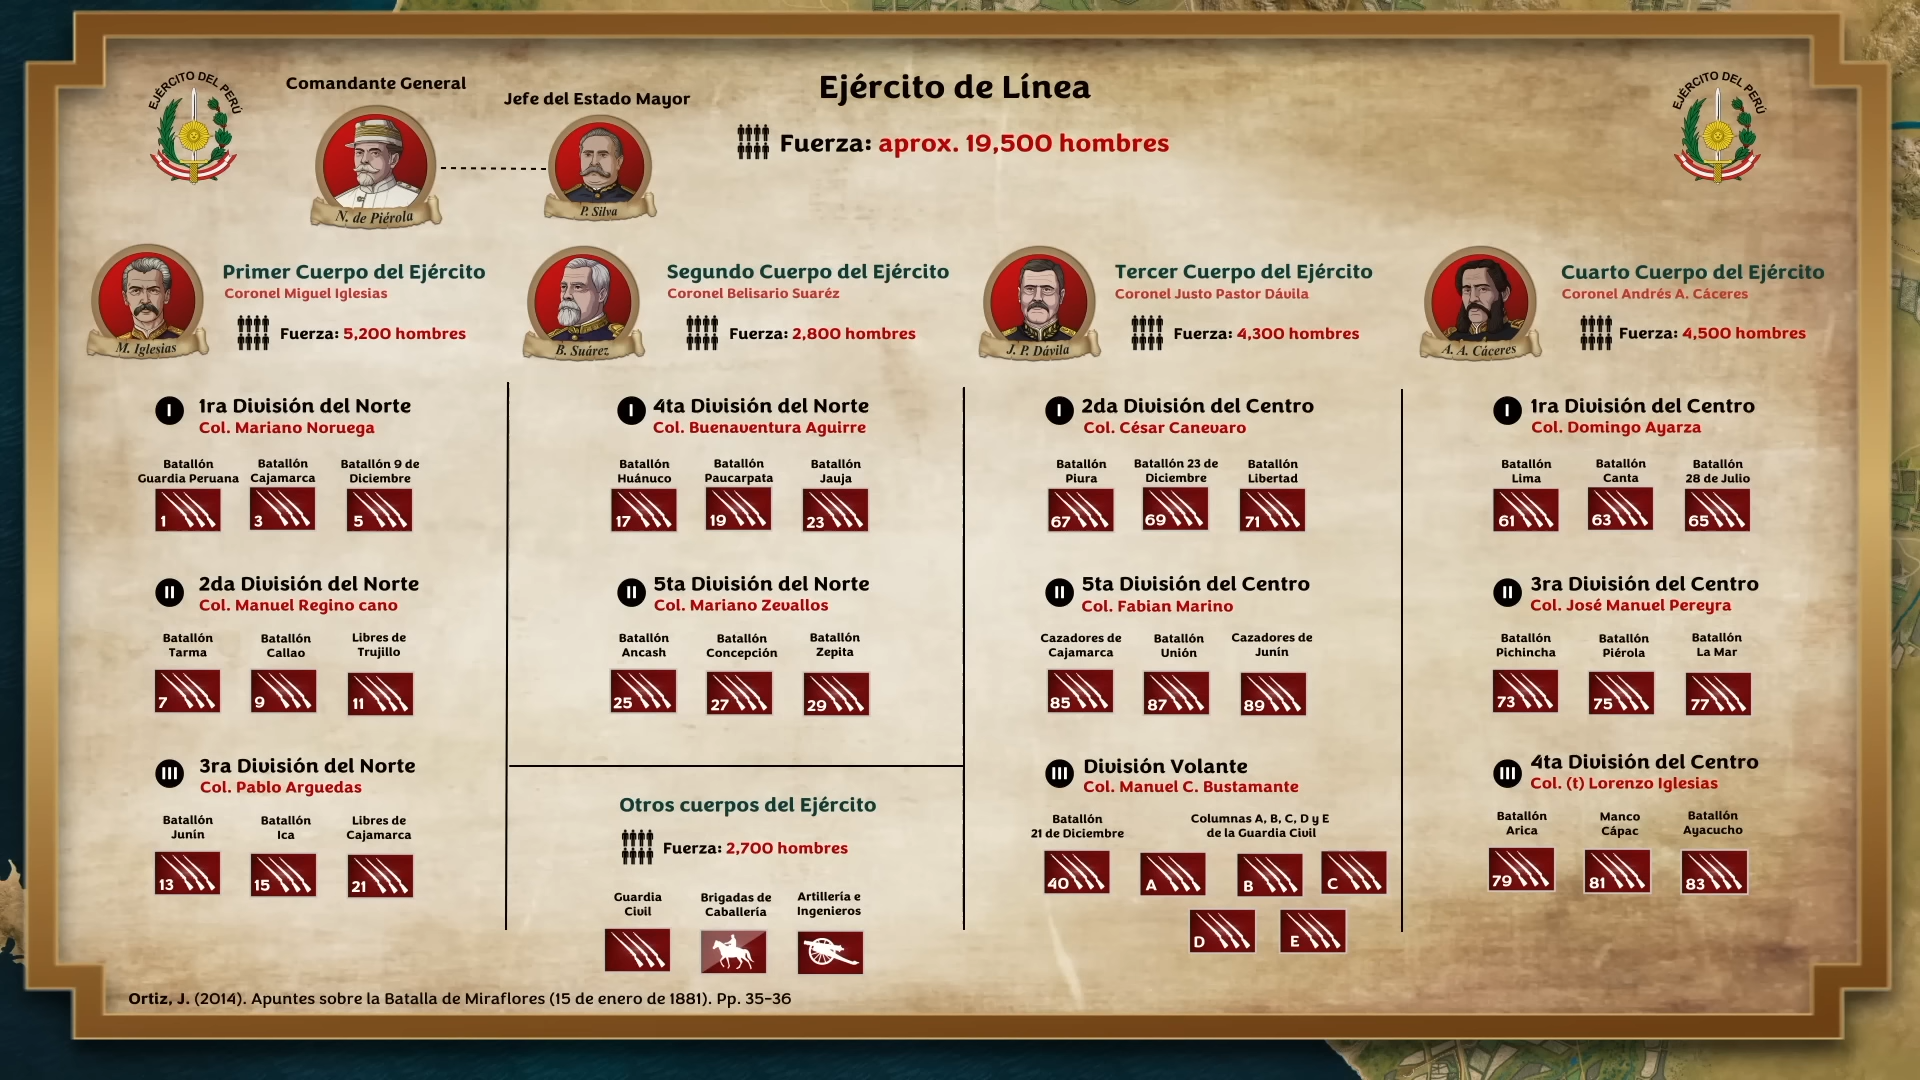 EJÉRCITO DEL PERÚ
Comandante General
Jefe del Estado Mayor
N. de Piérola
P. Silva
Ejército de Línea
Fuerza: aprox. 19,500 hombres
EJÉRCITO DEL PERÚ
M. Iglesias
Primer Cuerpo del Ejército
Coronel Miguel Iglesias
Fuerza: 5,200 hombres
B. Suárez
Segundo Cuerpo del Ejército
Coronel Belisario Suaréz
Fuerza: 2,800 hombres
J. P. Dávila
Tercer Cuerpo del Ejército
Coronel Justo Pastor Dávila
Fuerza: 4,300 hombres
A. A. Cáceres
Cuarto Cuerpo del Ejército
Coronel Andrés A. Cáceres
Fuerza: 4,500 hombres
I
1ra División del Norte
Col. Mariano Noruega
Batallón
Guardia Peruana
1
Batallón
Cajamarca
3
Batallón 9 de
Diciembre
5
II
2da División del Norte
Col. Manuel Regino cano
Batallón
Tarma
7
Batallón
Callao
9
Libres de
Trujillo
11
III
3ra División del Norte
Col. Pablo Arguedas
Batallón
Junín
13
Batallón
Ica
15
Libres de
Cajamarca
21
I
4ta División del Norte
Col. Buenaventura Aguirre
Batallón
Huánuco
17
Batallón
Paucarpata
19
Batallón
Jauja
23
II
5ta División del Norte
Col. Mariano Zevallos
Batallón
Ancash
25
Batallón
Concepción
27
Batallón
Zepita
29
Otros cuerpos del Ejército
Fuerza: 2,700 hombres
Guardia
Civil
Brigadas de
Caballería
Artillería e
Ingenieros
I
2da División del Centro
Col. César Canevaro
Batallón
Piura
67
Batallón 23 de
Diciembre
69
Batallón
Libertad
71
II
5ta División del Centro
Col. Fabian Marino
Cazadores de
Cajamarca
85
Batallón
Unión
87
Cazadores de
Junín
89
III
División Volante
Col. Manuel C. Bustamante
Batallón
21 de Diciembre
40
Columnas A, B, C, D y E
de la Guardia Civil
A
B
C
D
E
I
1ra División del Centro
Col. Domingo Ayarza
Batallón
Lima
61
Batallón
Canta
63
Batallón
28 de Julio
65
II
3ra División del Centro
Col. José Manuel Pereyra
Batallón
Pichincha
73
Batallón
Piérola
75
Batallón
La Mar
77
III
4ta División del Centro
Col. (t) Lorenzo Iglesias
Batallón
Arica
79
Manco
Cápac
81
Batallón
Ayacucho
83
Ortiz, J. (2014). Apuntes sobre la Batalla de Miraflores (15 de enero de 1881). Pp. 35-36